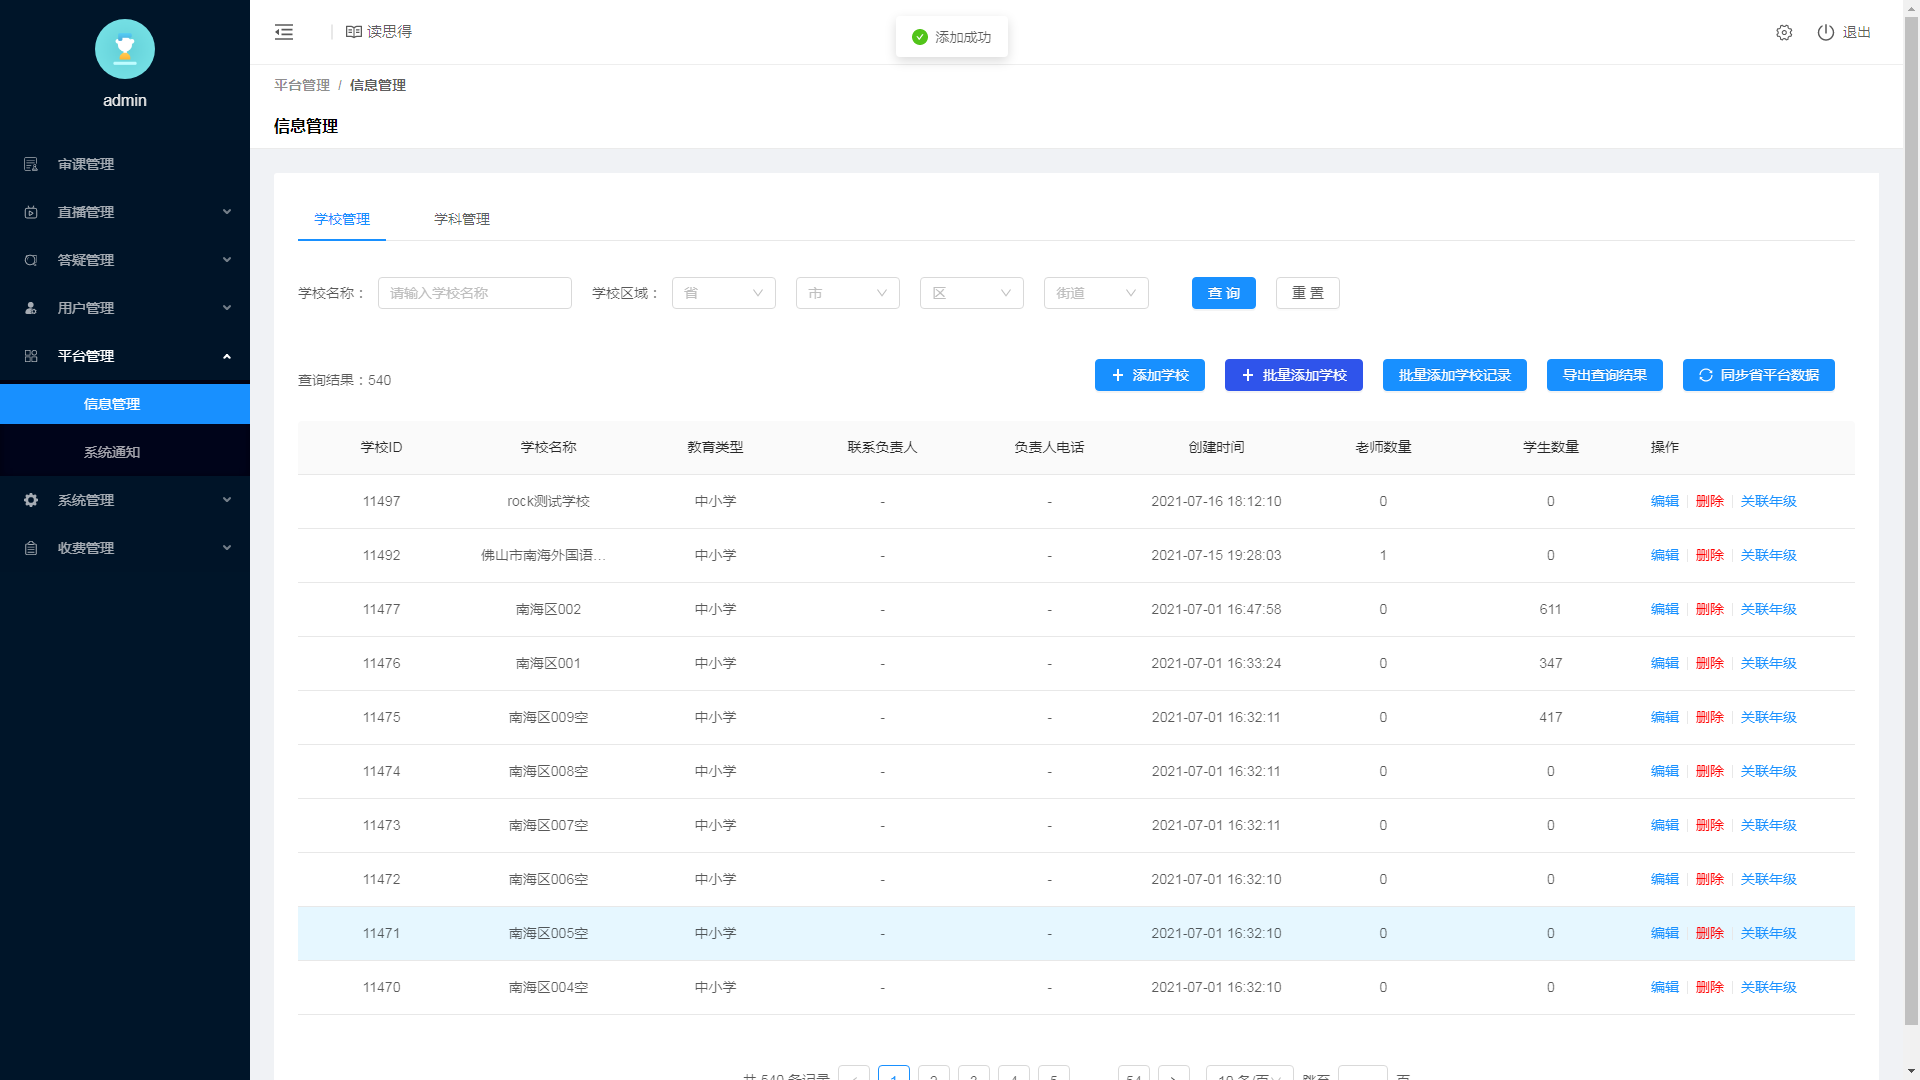 admin
审课管理
直播管理
答疑管理
用户管理
平台管理
信息管理
系统通知
系统管理
收费管理
读思得
添加成功
退出
平台管理 / 信息管理
信息管理
学校管理 学科管理
学校名称： 请输入学校名称 学校区域： 省 市 区 街道 查 询 重 置
查询结果：540 添加学校 批量添加学校 批量添加学校记录 导出查询结果 同步省平台数据
学校ID 学校名称 教育类型 联系负责人 负责人电话 创建时间 老师数量 学生数量 操作
11497 rock测试学校 中小学 - - 2021-07-16 18:12:10 0 0 编辑 删除 关联年级
11492 佛山市南海外国语... 中小学 - - 2021-07-15 19:28:03 1 0 编辑 删除 关联年级
11477 南海区002 中小学 - - 2021-07-01 16:47:58 0 611 编辑 删除 关联年级
11476 南海区001 中小学 - - 2021-07-01 16:33:24 0 347 编辑 删除 关联年级
11475 南海区009空 中小学 - - 2021-07-01 16:32:11 0 417 编辑 删除 关联年级
11474 南海区008空 中小学 - - 2021-07-01 16:32:11 0 0 编辑 删除 关联年级
11473 南海区007空 中小学 - - 2021-07-01 16:32:11 0 0 编辑 删除 关联年级
11472 南海区006空 中小学 - - 2021-07-01 16:32:10 0 0 编辑 删除 关联年级
11471 南海区005空 中小学 - - 2021-07-01 16:32:10 0 0 编辑 删除 关联年级
11470 南海区004空 中小学 - - 2021-07-01 16:32:10 0 0 编辑 删除 关联年级
共 540 条记录 1 2 3 4 5 54 10 条/页 跳至 页